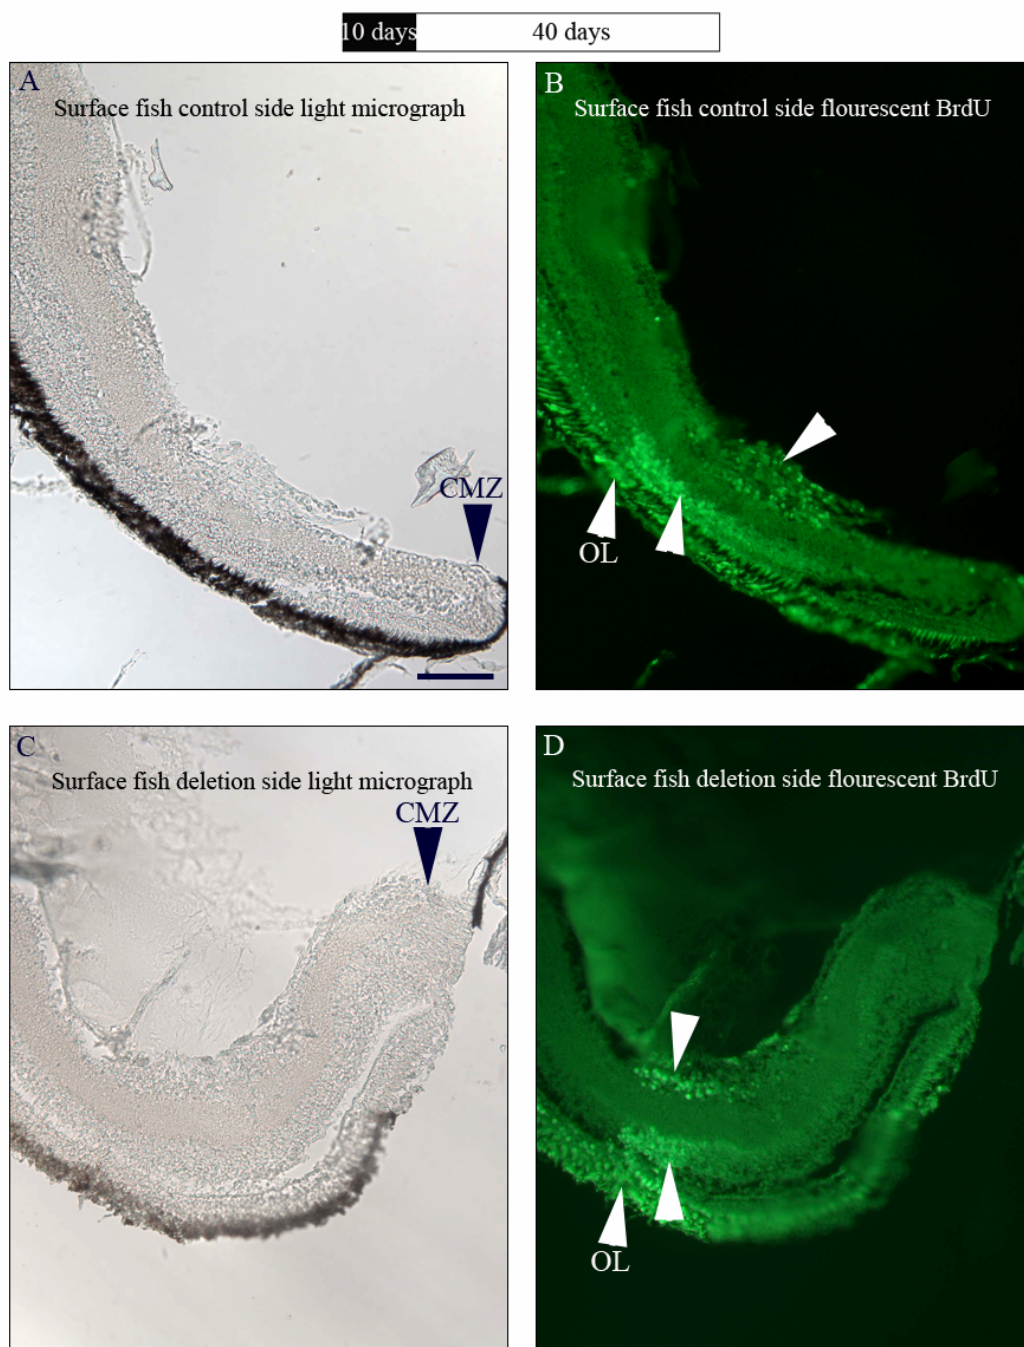 10 days 40 days
A
Surface fish control side light micrograph
CMZ
B
Surface fish control side flourescent BrdU
OL
C
Surface fish deletion side light micrograph
CMZ
D
Surface fish deletion side flourescent BrdU
OL